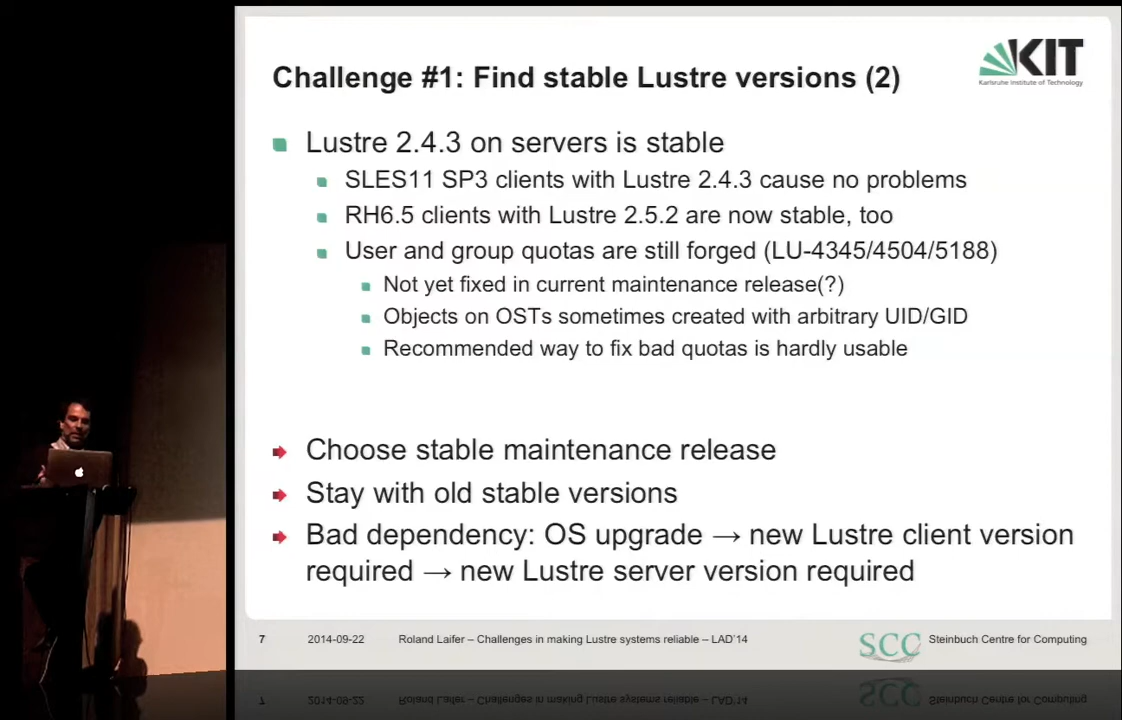 KIT
Karlsruhe Institute of Technology
Challenge #1: Find stable Lustre versions (2)
Lustre 2.4.3 on servers is stable
SLES11 SP3 clients with Lustre 2.4.3 cause no problems
RH6.5 clients with Lustre 2.5.2 are now stable, too
User and group quotas are still forged (LU-4345/4504/5188)
Not yet fixed in current maintenance release(?)
Objects on OSTs sometimes created with arbitrary UID/GID
Recommended way to fix bad quotas is hardly usable
Choose stable maintenance release
Stay with old stable versions
Bad dependency: OS upgrade → new Lustre client version
required → new Lustre server version required
7 2014-09-22 Roland Laifer – Challenges in making Lustre systems reliable – LAD'14 SCC Steinbuch Centre for Computing